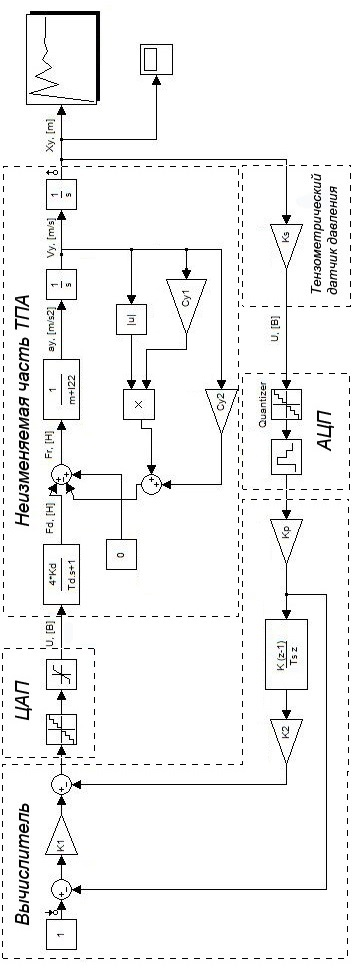 Вычислитель
ЦАП
Неизменяемая часть ТПА
1
K1
U, [В]
4*Kd
Td.s+1
Fd, [Н]
Fr, [Н]
1
m+l22
ay, [m/s2]
1
s
Vy, [m/s]
1
s
Xy, [m]
0
|u|
Cy1
X
Cy2
K2
K (z-1)
Ts z
Kp
АЦП
Quantizer
U, [В]
Ks
Тензометрический
датчик давления